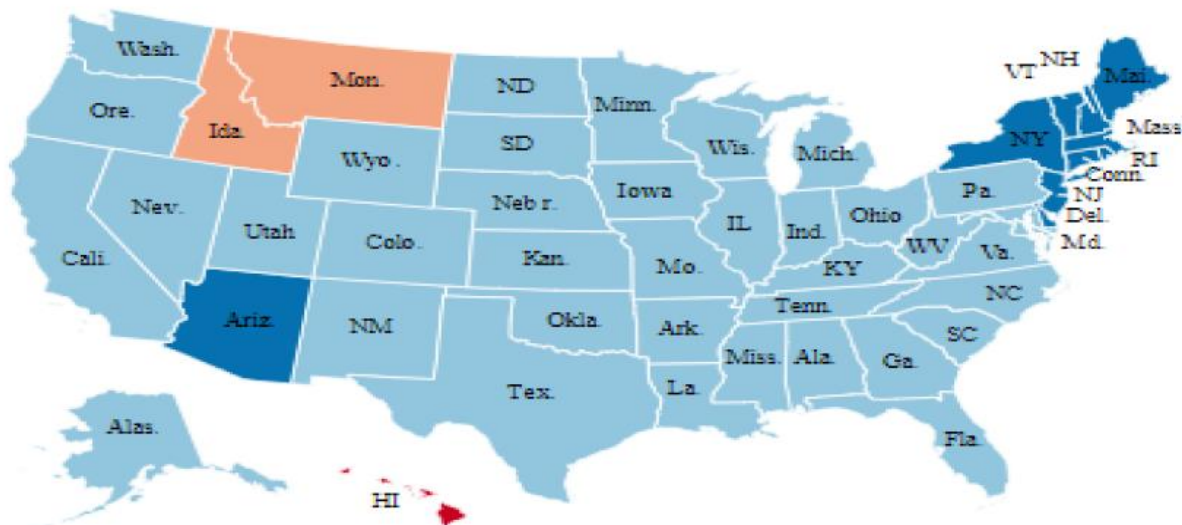 Wash.
Mon.
ND
Minn.
VT
NH
Mai.
Ore.
Ida.
SD
Wis.
Mich.
NY
Mass
Wyo .
RI
Conn.
Nev.
Neb r.
Iowa
Pa.
NJ
Utah
Colo .
IL
Ind.
Ohio
Del.
Cali.
Kan.
Mo.
KY
WV
Va.
Md.
Ariz.
NM
Okla.
Ark.
Tenn.
NC
Miss.
Ala.
Ga.
SC
Tex.
La.
Alas.
Fla.
HI